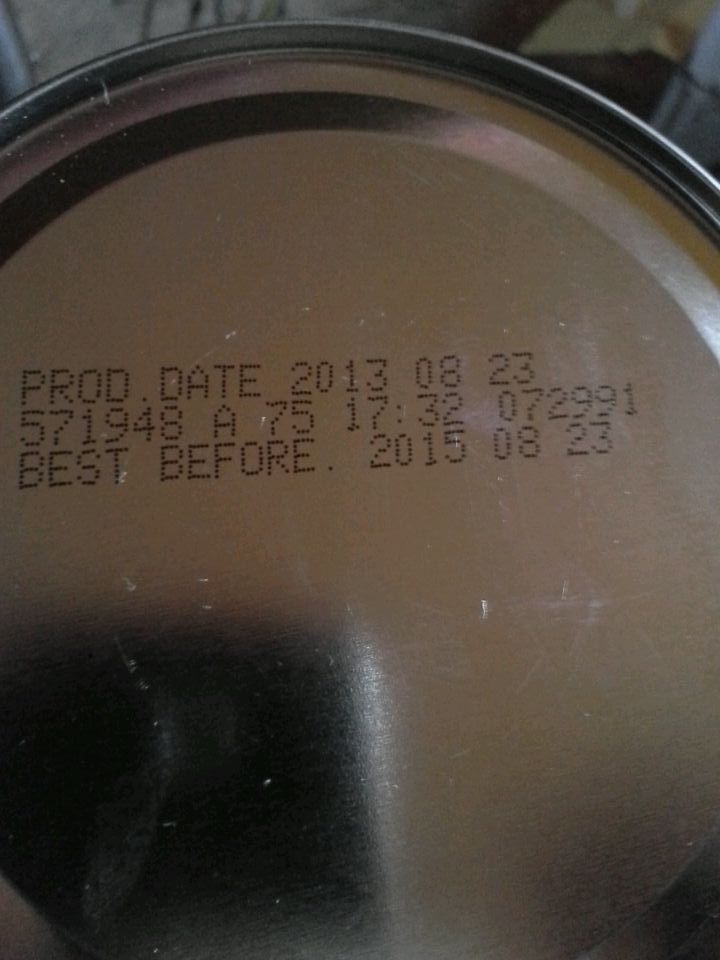 PROD.DATE 2013 08 23
571948 A 75 17:32 072991
BEST BEFORE. 2015 08 23